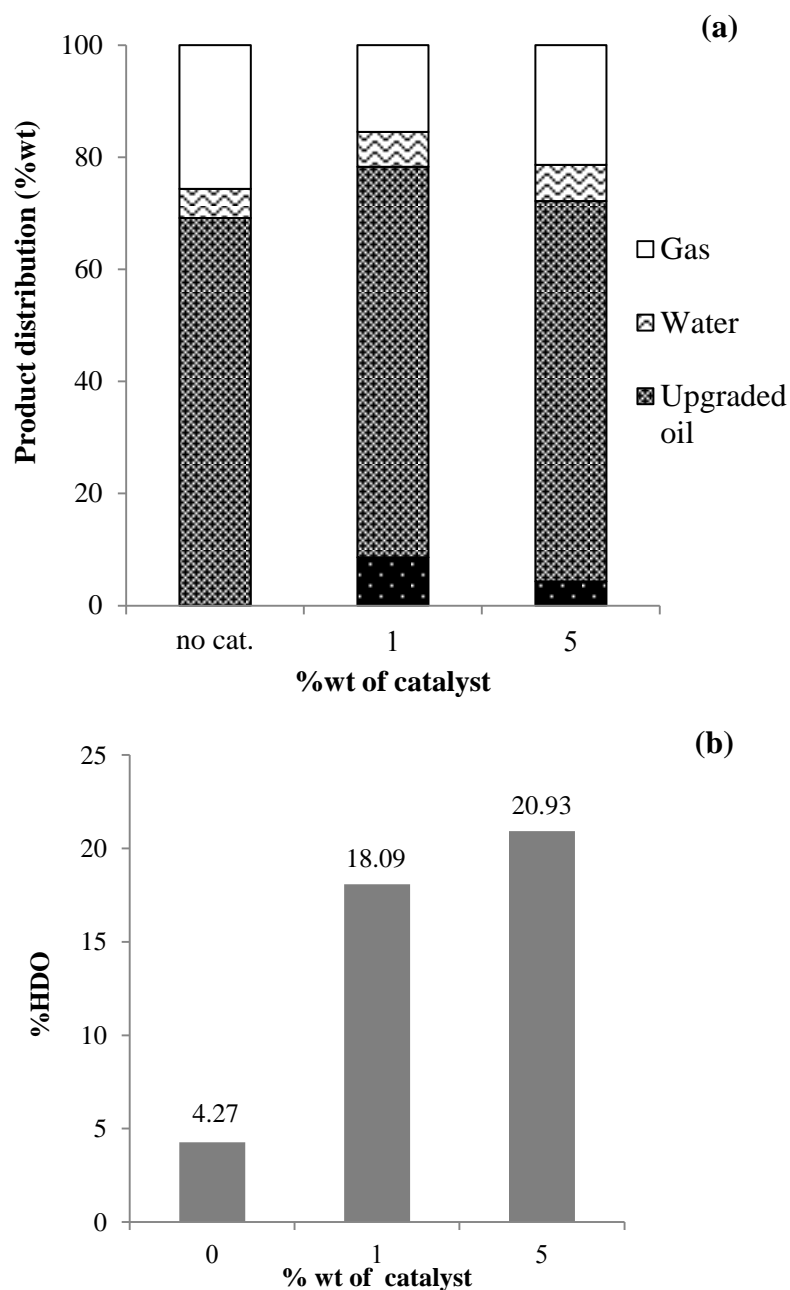 (a)
Product distribution (%wt)
100
80
60
40
20
0
no cat.
1
5
%wt of catalyst
Gas
Water
Upgraded
oil
(b)
%HDO
25
20
15
10
5
0
4.27
18.09
20.93
0
1
5
% wt of catalyst